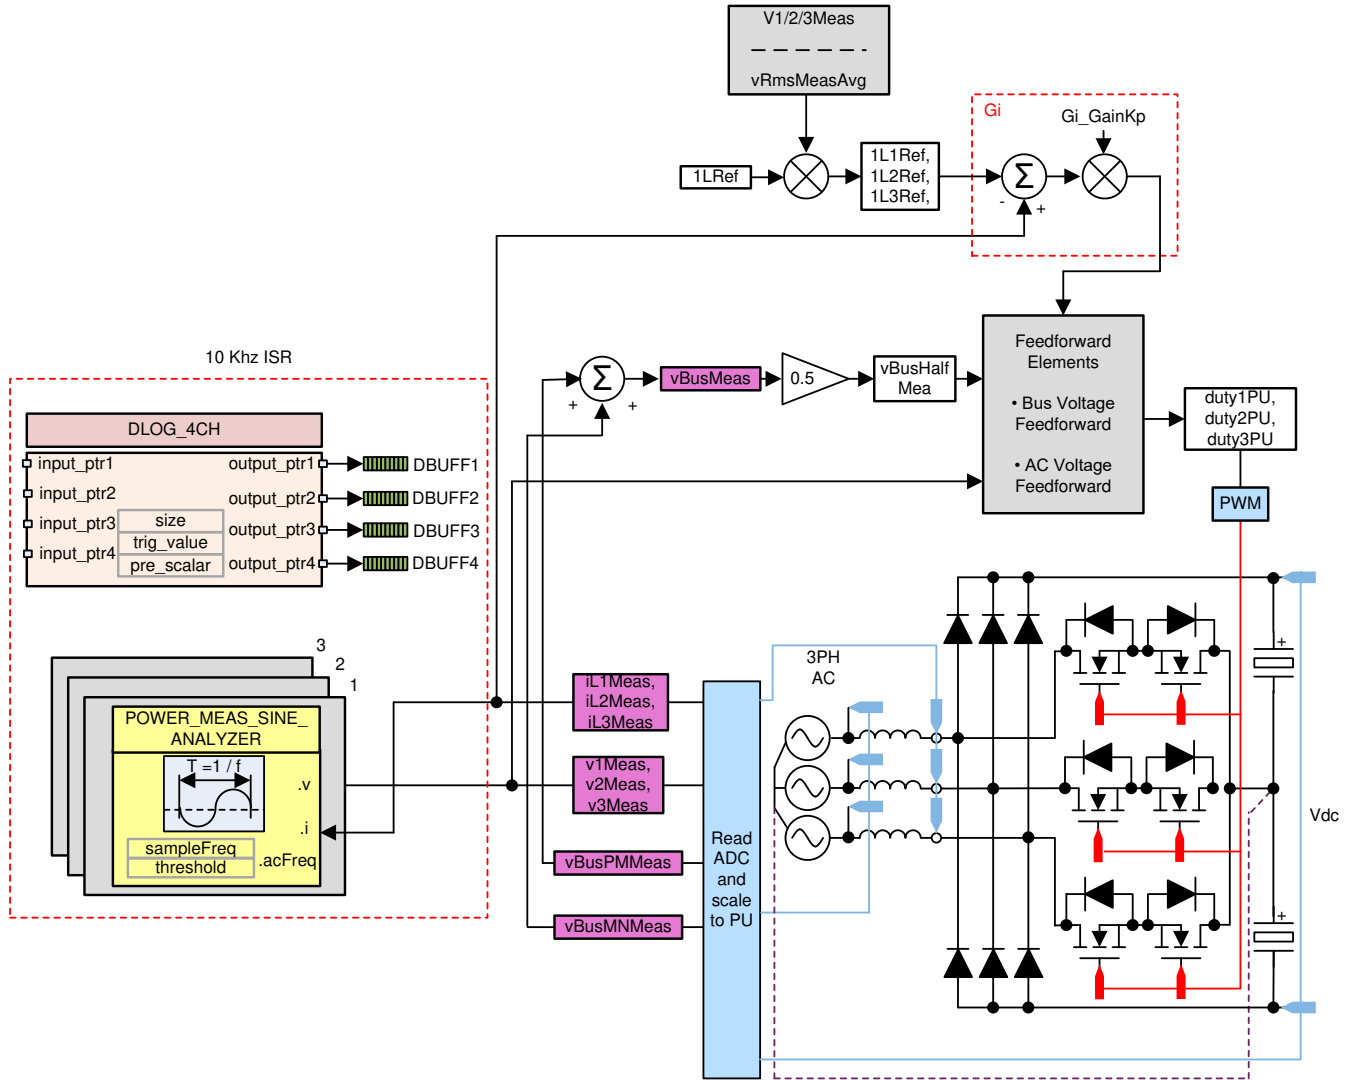 V1/2/3Meas
vRmsMeasAvg
Gi
Gi_GainKp
1LRef
1L1Ref,
1L2Ref,
1L3Ref,
Σ
-
+
10 Khz ISR
Σ
+
+
vBusMeas
0.5
vBusHalf
Mea
Feedforward
Elements
• Bus Voltage
Feedforward
• AC Voltage
Feedforward
duty1PU,
duty2PU,
duty3PU
PWM
DLOG_4CH
input_ptr1
input_ptr2
input_ptr3
input_ptr4
size
trig_value
pre_scalar
output_ptr1
output_ptr2
output_ptr3
output_ptr4
DBUFF1
DBUFF2
DBUFF3
DBUFF4
3
2
1
POWER_MEAS_SINE_
ANALYZER
T =1 / f
.v
.i
.acFreq
sampleFreq
threshold
iL1Meas,
iL2Meas,
iL3Meas
v1Meas,
v2Meas,
v3Meas
vBusPMMeas
vBusMNMeas
Read
ADC
and
scale
to PU
3PH
AC
+
+
Vdc